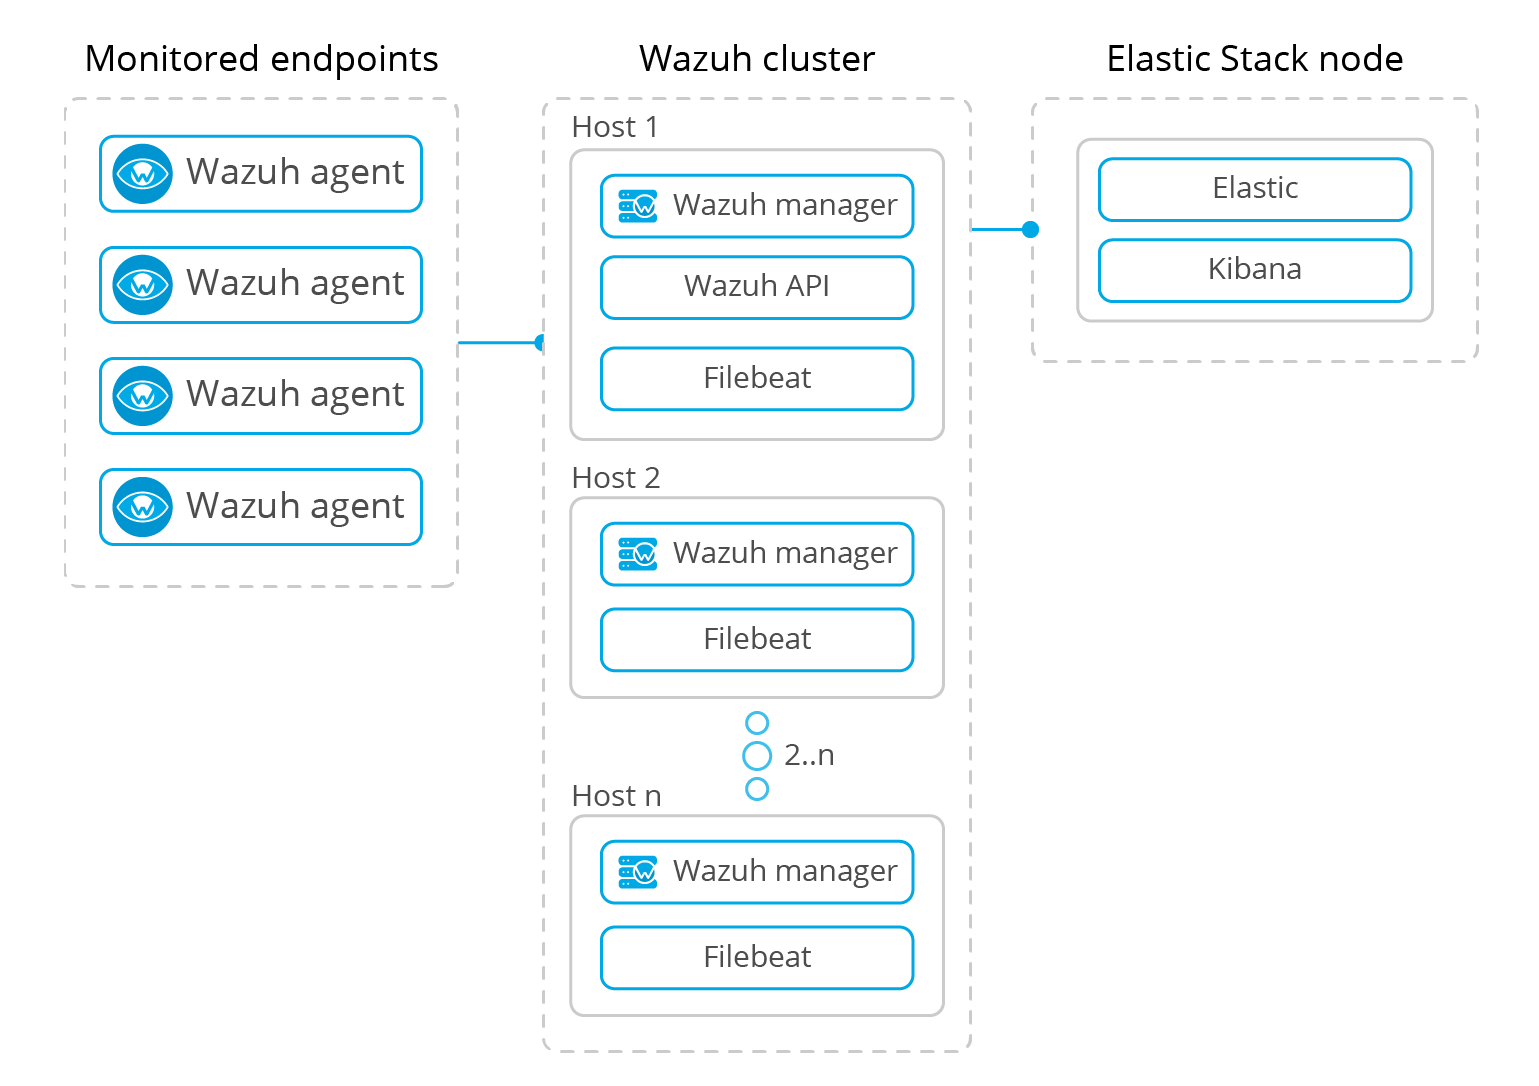 Monitored endpoints
Wazuh agent
Wazuh agent
Wazuh agent
Wazuh agent
Wazuh cluster
Host 1
Wazuh manager
Wazuh API
Filebeat
Host 2
Wazuh manager
Filebeat
2..n
Host n
Wazuh manager
Filebeat
Elastic Stack node
Elastic
Kibana